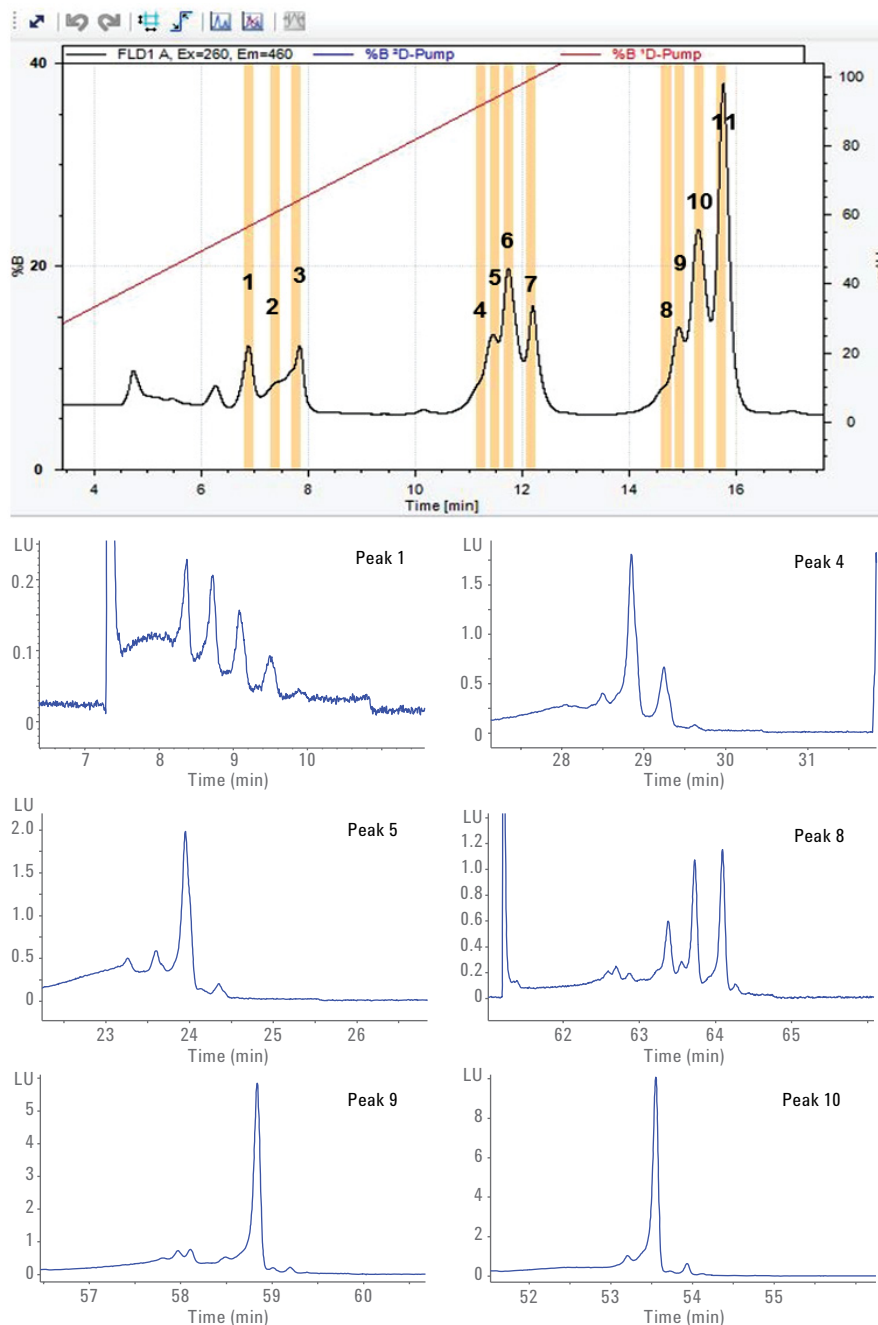 FLD1 A, Ex=260, Em=460 %B ²D-Pump %B ¹D-Pump
40
20
0
%B
100
80
60
40
20
0
1
2
3
4
5
6
7
8
9
10
11
4 6 8 10 12 14 16
Time [min]
LU
Peak 1
0.2
0.1
0
7 8 9 10
Time (min)
LU
Peak 4
1.5
1.0
0.5
0
28 29 30 31
Time (min)
LU
Peak 5
2.0
1.5
1.0
0.5
0
23 24 25 26
Time (min)
LU
Peak 8
1.2
1.0
0.8
0.6
0.4
0.2
0
62 63 64 65
Time (min)
LU
Peak 9
5
4
3
2
1
0
57 58 59 60
Time (min)
LU
Peak 10
8
6
4
2
0
52 53 54 55
Time (min)